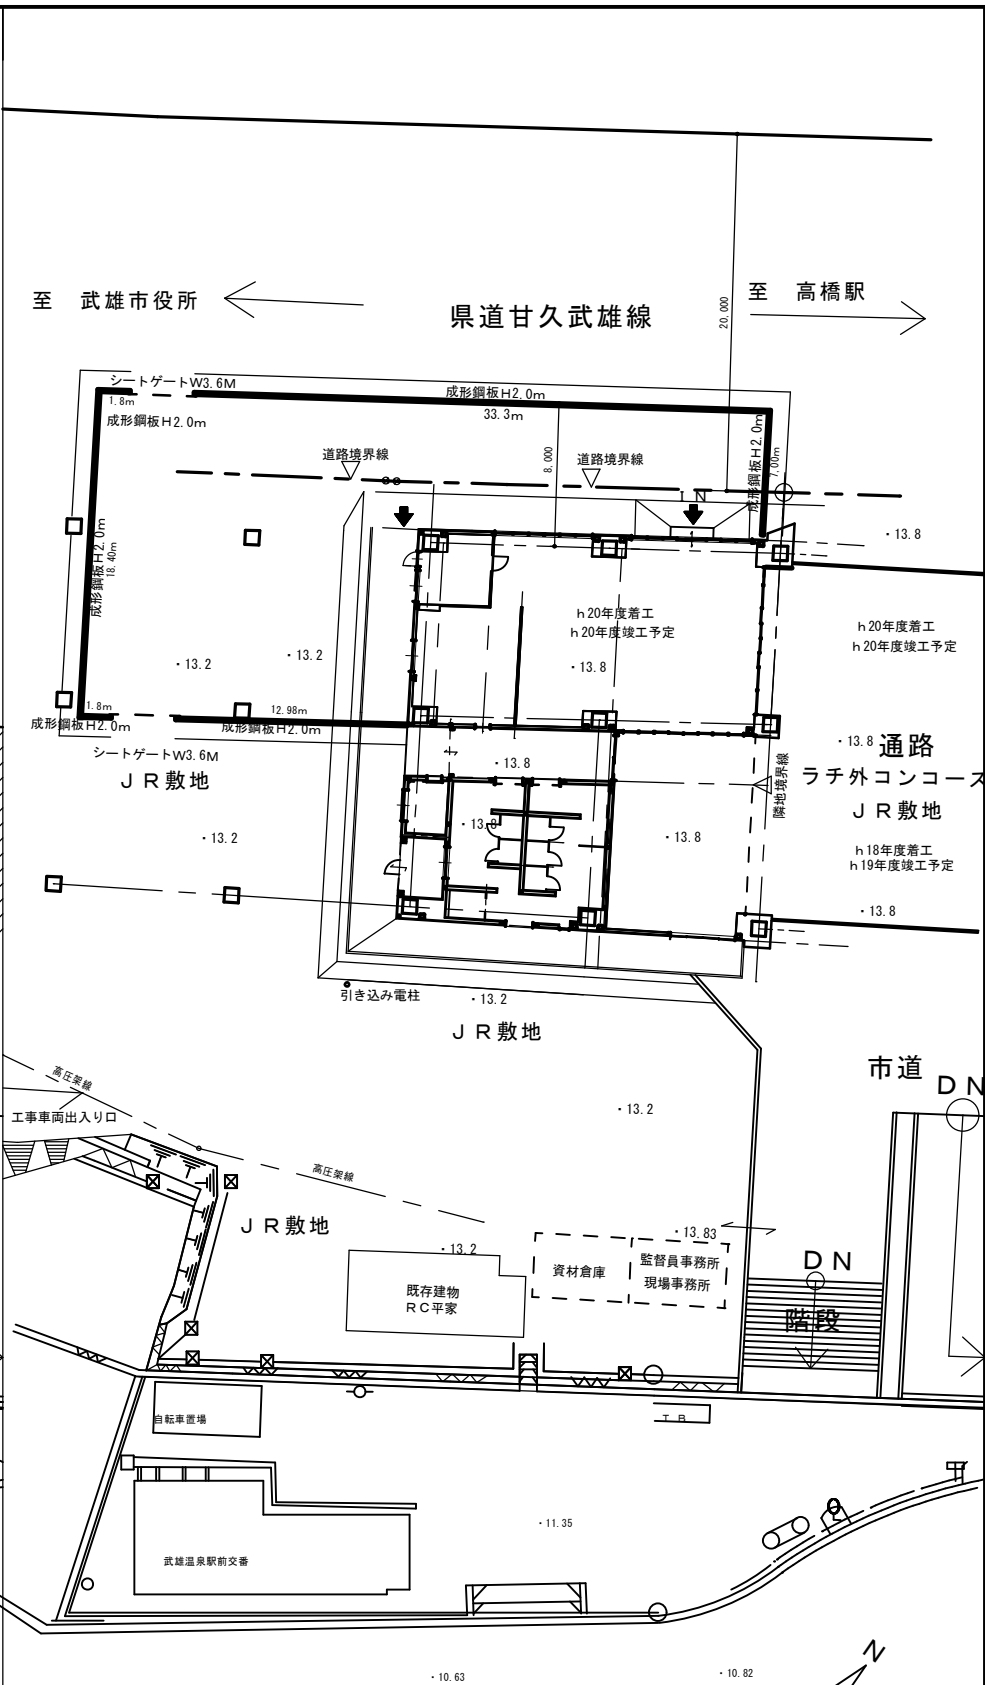 至　武雄市役所
県道甘久武雄線
至　高橋駅
20,000
シートゲートW3.6M
成形鋼板H2.0m
1.8m
33.3m
成形鋼板H2.0m
道路境界線
道路境界線
8,000
成形鋼板H2.0m
7.00m
IN
・13.8
成形鋼板H2.0m
18.40m
h20年度着工
h20年度竣工予定
h20年度着工
h20年度竣工予定
・13.2
・13.2
・13.8
1.8m
12.98m
成形鋼板H2.0m
成形鋼板H2.0m
シートゲートW3.6M
ＪＲ敷地
・13.8
・13.8
通路
ラチ外コンコース
ＪＲ敷地
隣地境界線
・13.2
・13.8
・13.8
h18年度着工
h19年度竣工予定
・13.8
引き込み電柱
・13.2
ＪＲ敷地
市道
DN
高圧架線
工事車両出入り口
・13.2
高圧架線
ＪＲ敷地
・13.83
・13.2
DN
資材倉庫
監督員事務所
現場事務所
既存建物
RC平家
階段
自転車置場
T.B
・11.35
武雄温泉駅前交番
N
・10.63
・10.82